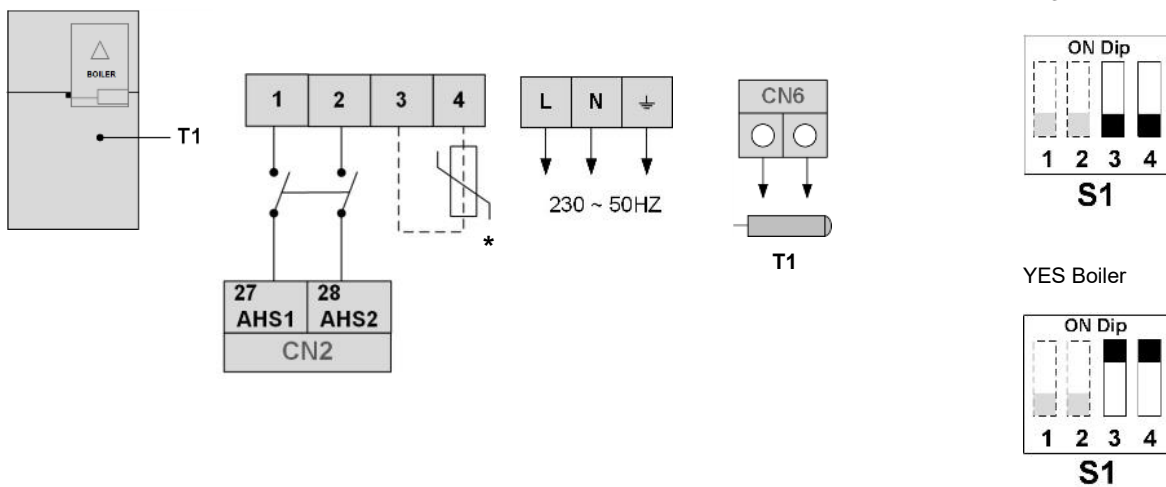 BOILER
T1
1 2 3 4
*
27 28
AHS1 AHS2
CN2
L N
230 ~ 50HZ
CN6
T1
ON Dip
1 2 3 4
S1
YES Boiler
ON Dip
1 2 3 4
S1